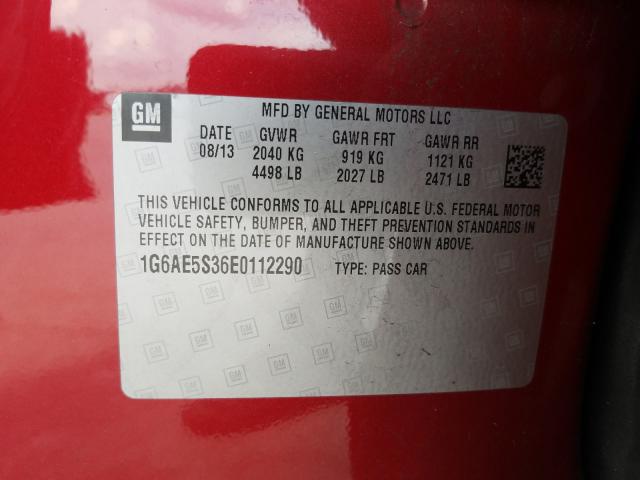 GM
MFD BY GENERAL MOTORS LLC
DATE GVWR GAWR FRT GAWR RR
08/13 2040 KG 919 KG 1121 KG
4498 LB 2027 LB 2471 LB
THIS VEHICLE CONFORMS TO ALL APPLICABLE U.S. FEDERAL MOTOR
VEHICLE SAFETY, BUMPER, AND THEFT PREVENTION STANDARDS IN
EFFECT ON THE DATE OF MANUFACTURE SHOWN ABOVE.
1G6AE5S36E0112290 TYPE: PASS CAR